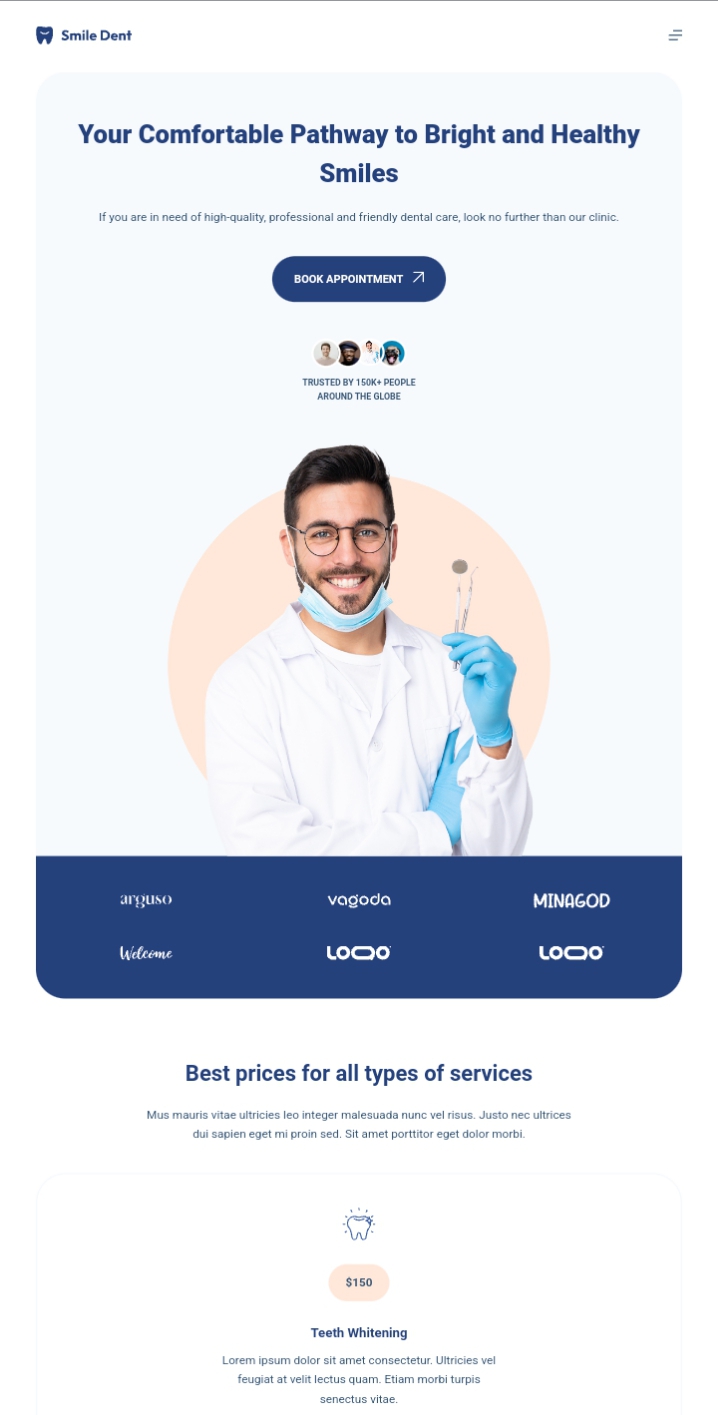 Smile Dent
Your Comfortable Pathway to Bright and Healthy
Smiles
If you are in need of high-quality, professional and friendly dental care, look no further than our clinic.
BOOK APPOINTMENT
TRUSTED BY 150K+ PEOPLE
AROUND THE GLOBE
arguso
vagoda
MINAGOD
Welcome
LOQO
LOQO
Best prices for all types of services
Mus mauris vitae ultricies leo integer malesuada nunc vel risus. Justo nec ultrices
dui sapien eget mi proin sed. Sit amet porttitor eget dolor morbi.
$150
Teeth Whitening
Lorem ipsum dolor sit amet consectetur. Ultricies vel
feugiat at velit lectus quam. Etiam morbi turpis
senectus vitae.